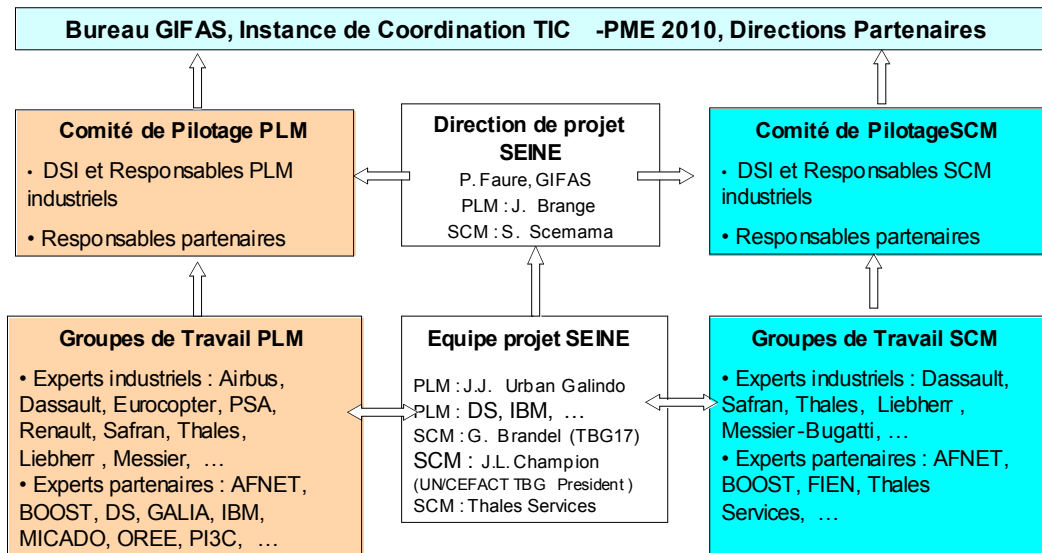 Bureau GIFAS, Instance de Coordination TIC -PME 2010, Directions Partenaires
Comité de Pilotage PLM
• DSI et Responsables PLM
industriels
• Responsables partenaires
Direction de projet
SEINE
P. Faure, GIFAS
PLM : J. Brange
SCM : S. Scemama
Comité de PilotageSCM
• DSI et Responsables SCM
industriels
• Responsables partenaires
Groupes de Travail PLM
• Experts industriels : Airbus,
Dassault, Eurocopter, PSA,
Renault, Safran, Thales,
Liebherr , Messier, …
• Experts partenaires : AFNET,
BOOST, DS, GALIA, IBM,
MICADO, OREE, PI3C, …
Equipe projet SEINE
PLM : J.J. Urban Galindo
PLM : DS, IBM, …
SCM : G. Brandel (TBG17)
SCM : J.L. Champion
(UN/CEFACT TBG President )
SCM : Thales Services
Groupes de Travail SCM
• Experts industriels : Dassault,
Safran, Thales, Liebherr ,
Messier -Bugatti, …
• Experts partenaires : AFNET,
BOOST, FIEN, Thales
Services, …